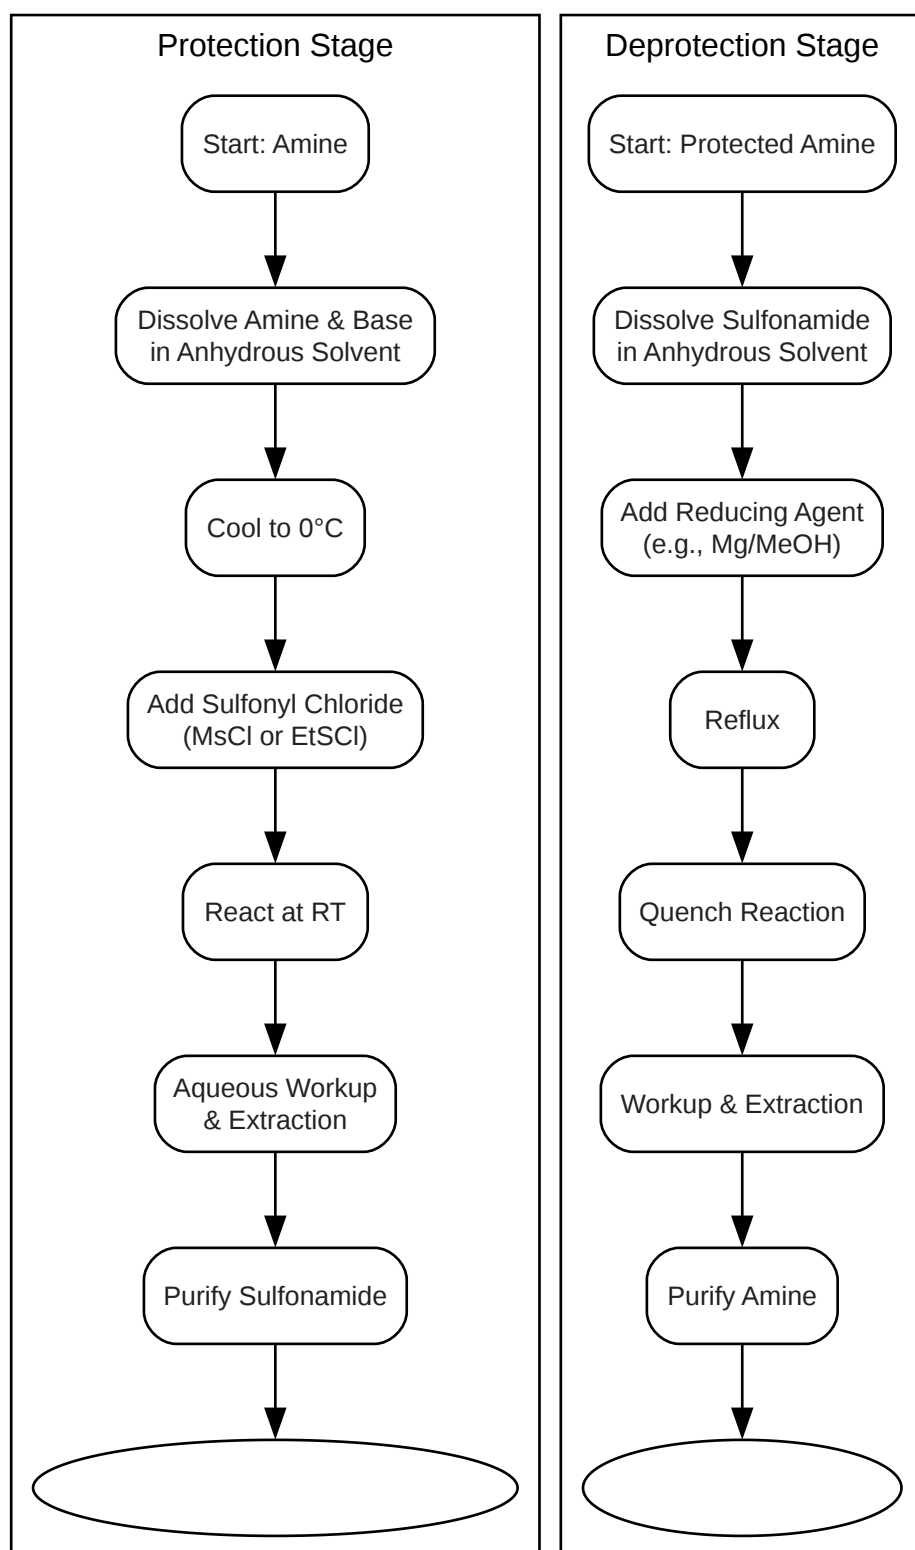 Protection Stage
Start: Amine
Dissolve Amine & Base
in Anhydrous Solvent
Cool to 0°C
Add Sulfonyl Chloride
(MsCl or EtSCl)
React at RT
Aqueous Workup
& Extraction
Purify Sulfonamide
Deprotection Stage
Start: Protected Amine
Dissolve Sulfonamide
in Anhydrous Solvent
Add Reducing Agent
(e.g., Mg/MeOH)
Reflux
Quench Reaction
Workup & Extraction
Purify Amine